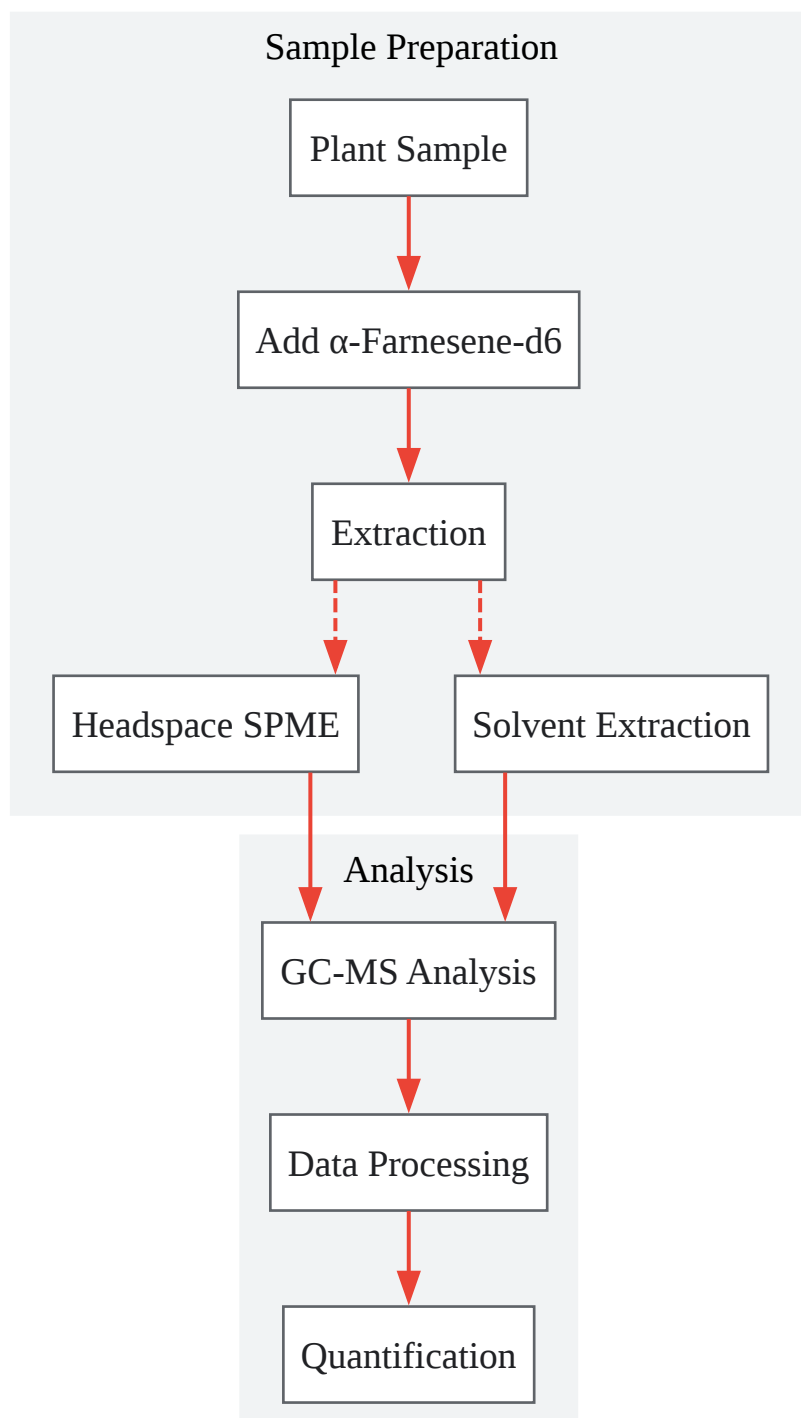 Sample Preparation
Plant Sample
Add α-Farnesene-d6
Extraction
Headspace SPME
Solvent Extraction
Analysis
GC-MS Analysis
Data Processing
Quantification